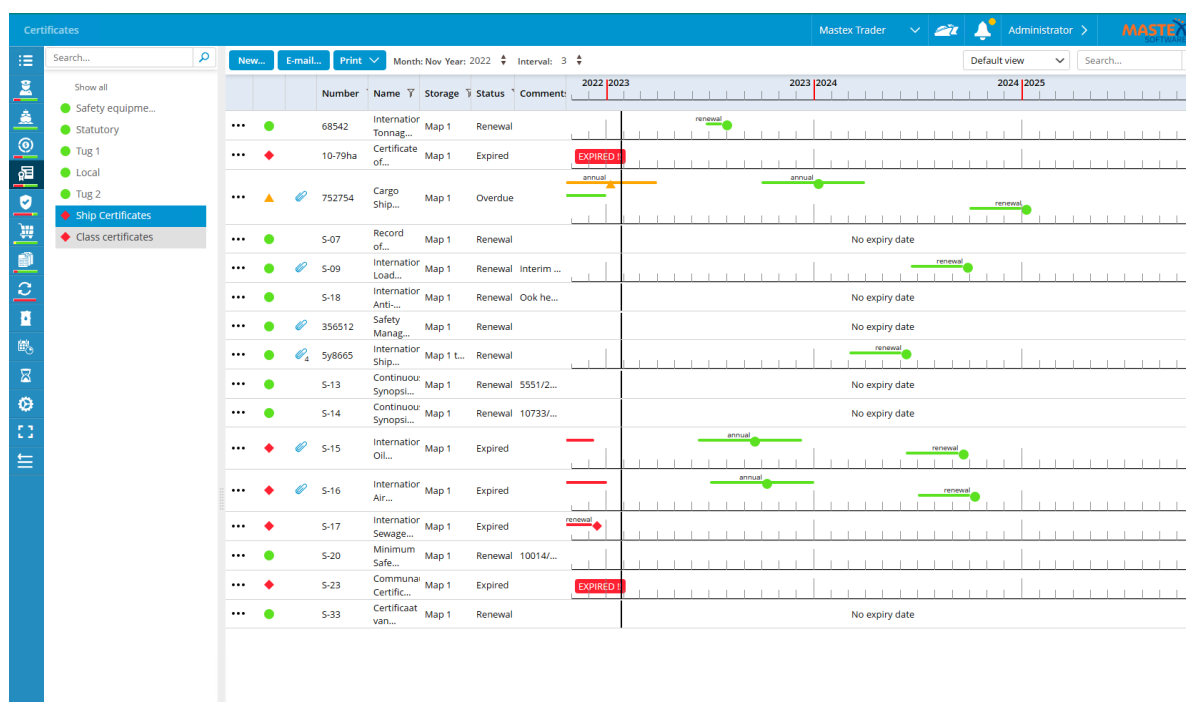 Certificates
Mastex Trader
Administrator
MASTEX
SOFTWARE
Search...
New...
E-mail...
Print
Month: Nov Year: 2022
Interval: 3
Default view
Search...
Show all
Safety equipme...
Statutory
Tug 1
Local
Tug 2
Ship Certificates
Class certificates
Number Name Storage Status Comment
2022 2023 2023 2024 2024 2025
68542 Internation Tonnag... Map 1 Renewal renewal
10-79ha Certificate of... Map 1 Expired EXPIRED !
752754 Cargo Ship... Map 1 Overdue annual annual renewal
S-07 Record of... Map 1 Renewal No expiry date
S-09 Internation Load... Map 1 Renewal Interim ... renewal
S-18 Internation Anti-... Map 1 Renewal Ook he... No expiry date
356512 Safety Manag... Map 1 Renewal No expiry date
4 5y8665 Internation Ship... Map 1 t... Renewal renewal
S-13 Continuou Synopsi... Map 1 Renewal 5551/2... No expiry date
S-14 Continuou Synopsi... Map 1 Renewal 10733/... No expiry date
S-15 Internation Oil... Map 1 Expired annual renewal
S-16 Internation Air... Map 1 Expired annual renewal
S-17 Internation Sewage... Map 1 Expired renewal
S-20 Minimum Safe... Map 1 Renewal 10014/...
S-23 Communa Certific... Map 1 Expired EXPIRED !
S-33 Certificaat van... Map 1 Renewal No expiry date